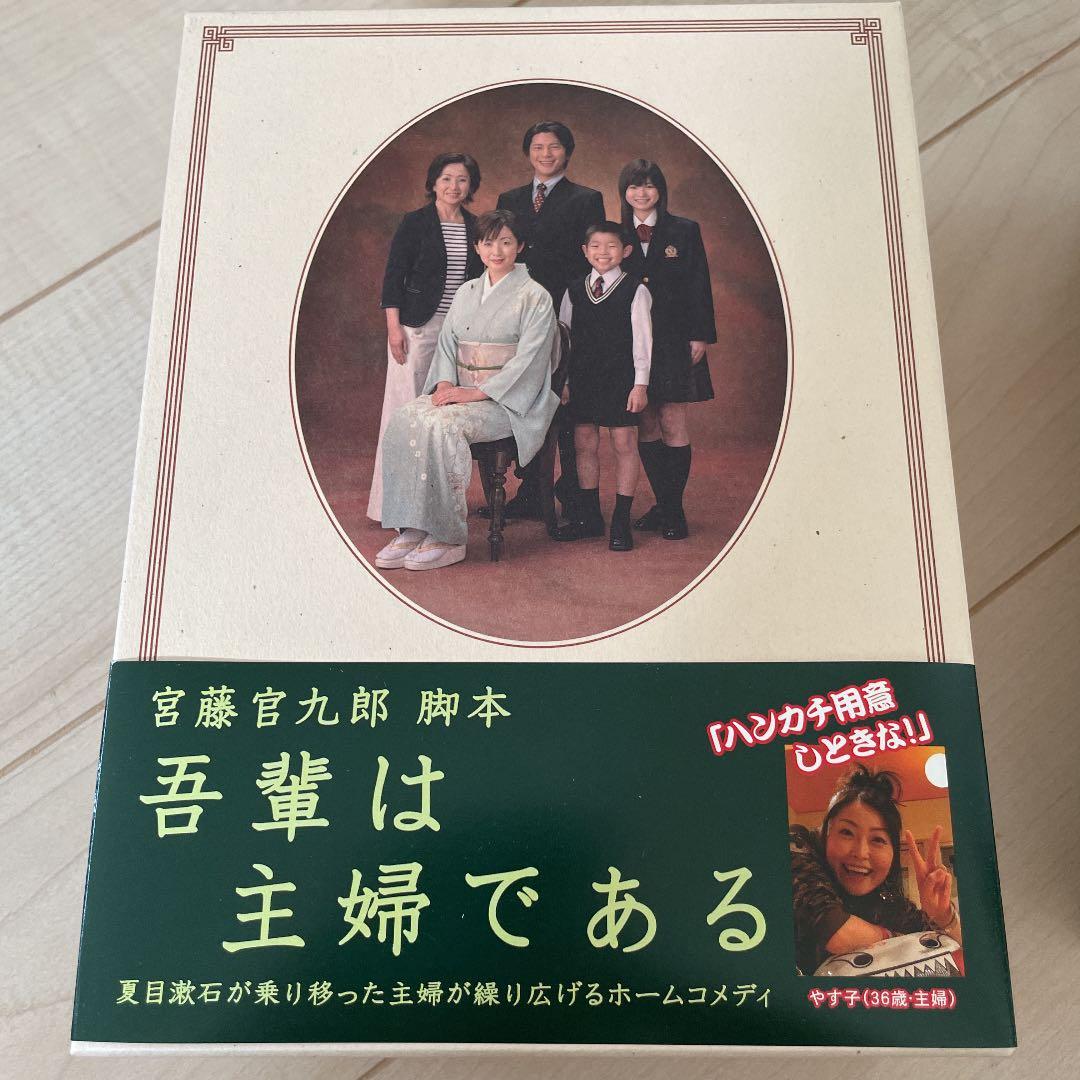 宮藤官九郎 脚本
吾輩は
主婦である
夏目漱石が乗り移った主婦が繰り広げるホームコメディ
「ハンカチ用意
しときな!」
やす子(36歳・主婦)